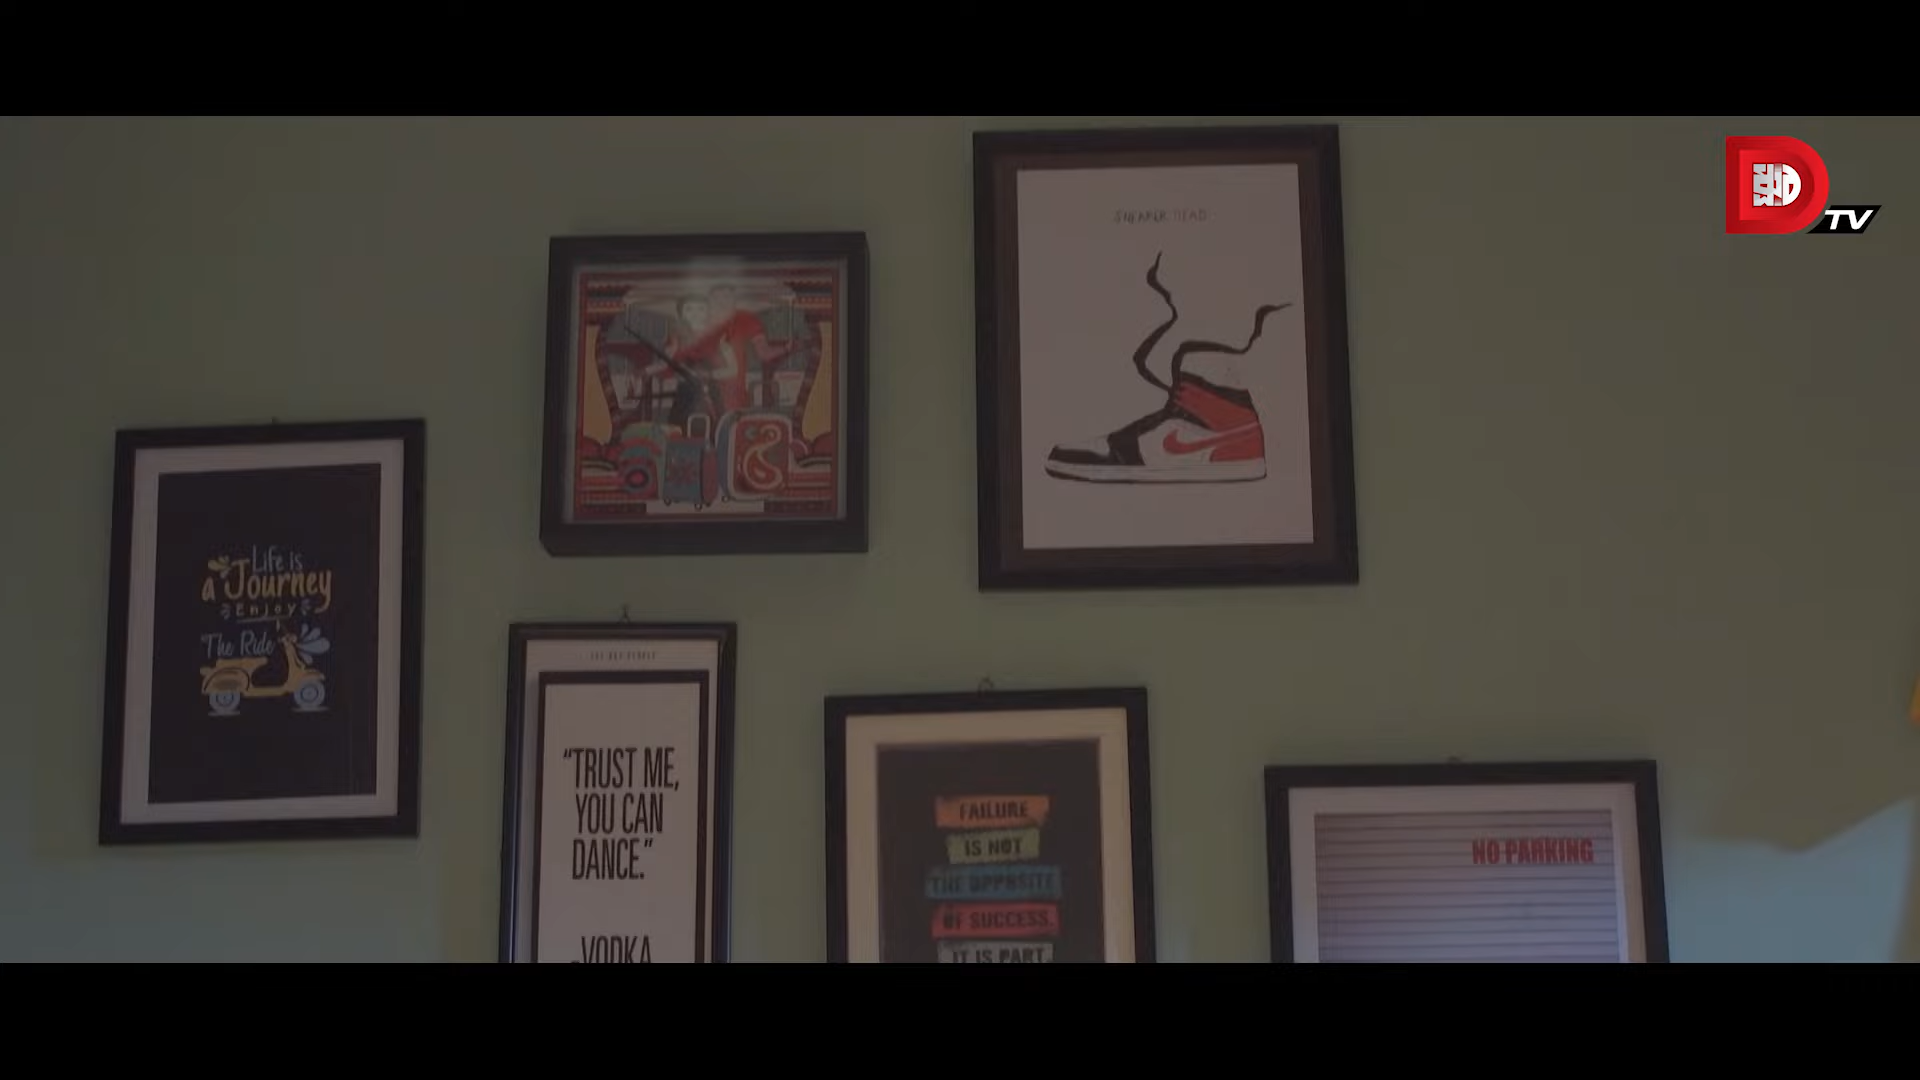 TV
SNEAKER HEAD
Life is
a Journey
Enjoy
The Ride
"TRUST ME,
YOU CAN
DANCE."
-VODKA
FAILURE
IS NOT
THE OPPOSITE
OF SUCCESS.
IT IS PART
NO PARKING